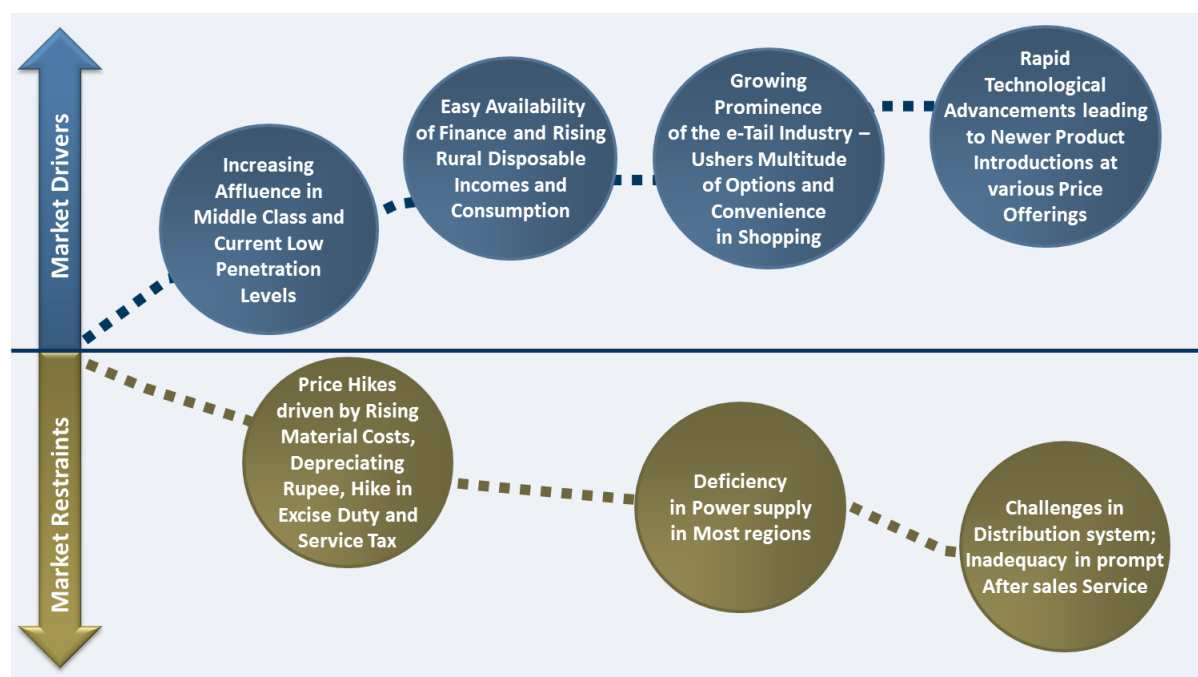 Market Drivers
Increasing
Affluence in
Middle Class and
Current Low
Penetration
Levels
Easy Availability
of Finance and Rising
Rural Disposable
Incomes and
Consumption
Growing
Prominence
of the e-Tail Industry –
Ushers Multitude
of Options and
Convenience
in Shopping
Rapid
Technological
Advancements leading
to Newer Product
Introductions at
various Price
Offerings
Market Restraints
Price Hikes
driven by Rising
Material Costs,
Depreciating
Rupee, Hike in
Excise Duty and
Service Tax
Deficiency
in Power supply
in Most regions
Challenges in
Distribution system;
Inadequacy in prompt
After sales Service